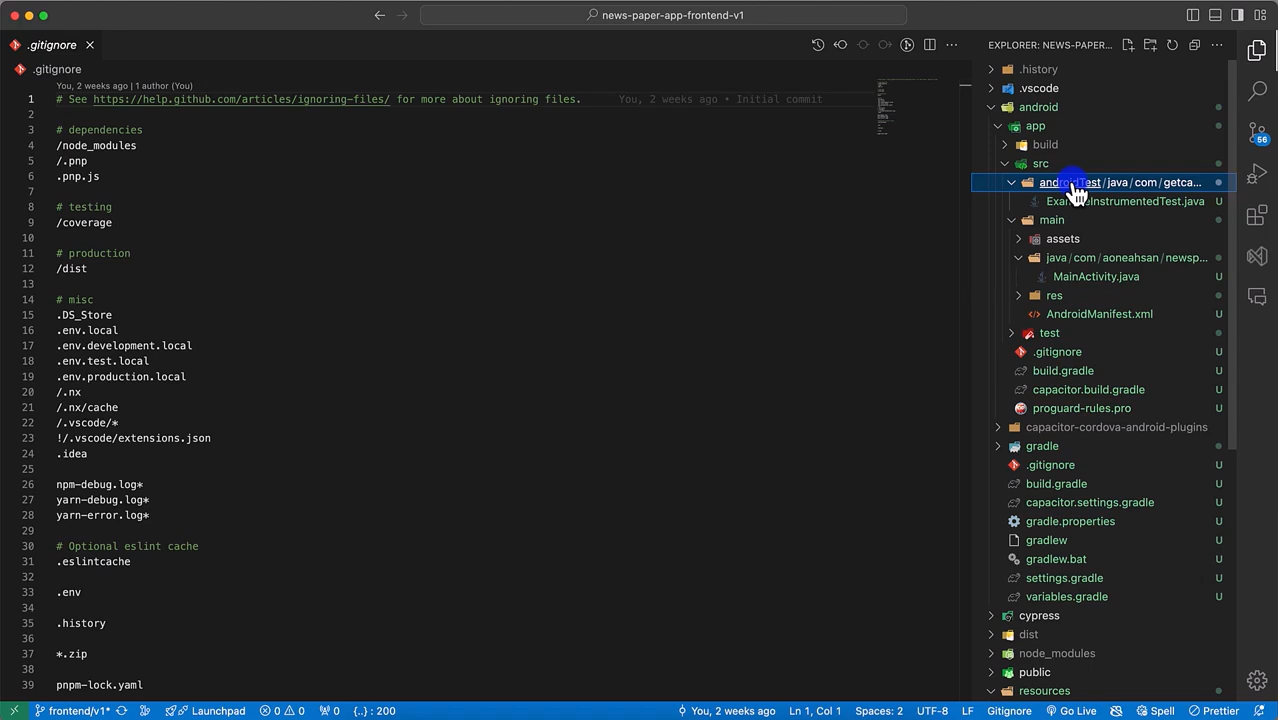 news-paper-app-frontend-v1
.gitignore
.gitignore
You, 2 weeks ago | 1 author (You)
1 # See https://help.github.com/articles/ignoring-files/ for more about ignoring files. You, 2 weeks ago • Initial commit
2
3 # dependencies
4 /node_modules
5 /.pnp
6 .pnp.js
7
8 # testing
9 /coverage
10
11 # production
12 /dist
13
14 # misc
15 .DS_Store
16 .env.local
17 .env.development.local
18 .env.test.local
19 .env.production.local
20 /.nx
21 /.nx/cache
22 /.vscode/*
23 !/.vscode/extensions.json
24 .idea
25
26 npm-debug.log*
27 yarn-debug.log*
28 yarn-error.log*
29
30 # Optional eslint cache
31 .eslintcache
32
33 .env
34
35 .history
36
37 *.zip
38
39 pnpm-lock.yaml
EXPLORER: NEWS-PAPER...
.history
.vscode
android
app
build
src
androidTest/java/com/getca...
InstrumentedTest.java U
main
assets
java/com/aoneahsan/newsp...
MainActivity.java U
res
AndroidManifest.xml U
test
.gitignore U
build.gradle U
capacitor.build.gradle U
proguard-rules.pro U
capacitor-cordova-android-plugins
gradle
.gitignore U
build.gradle U
capacitor.settings.gradle U
gradle.properties U
gradlew U
gradlew.bat U
settings.gradle U
variables.gradle U
cypress
dist
node_modules
public
resources
56
frontend/v1* Launchpad 0 0 0 {..} : 200 You, 2 weeks ago Ln 1, Col 1 Spaces: 2 UTF-8 LF Gitignore Go Live Spell Prettier